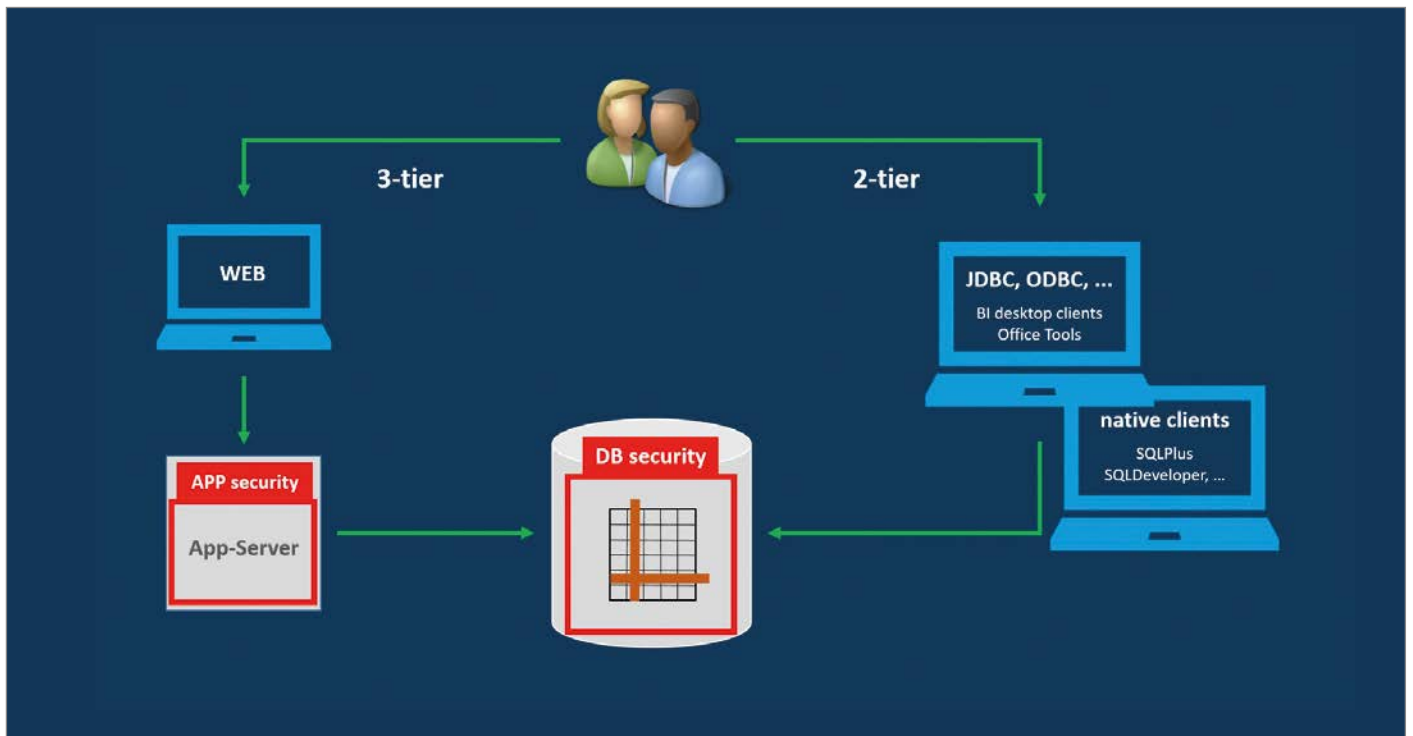 3-tier
2-tier
WEB
JDBC, ODBC, ...
BI desktop clients
Office Tools
native clients
SQLPlus
SQLDeveloper, ...
APP security
App-Server
DB security